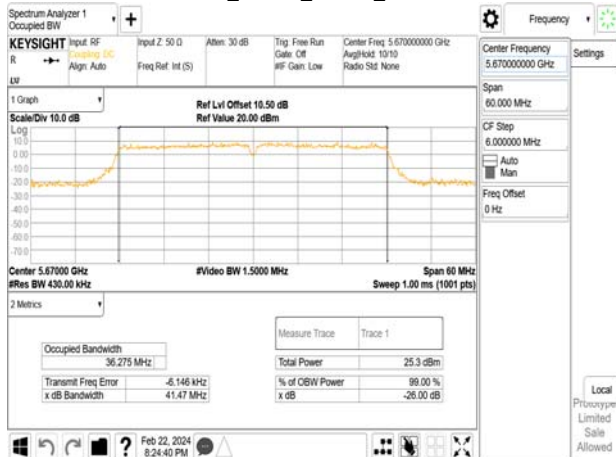 Spectrum Analyzer 1
Occupied BW
Frequency
KEYSIGHT
R
Input: RF
Coupling: DC
Align: Auto
Input Z: 50 Ω
Freq Ref: Int (S)
Atten: 30 dB
Trig: Free Run
Gate: Off
#IF Gain: Low
Center Freq: 5.670000000 GHz
Avg|Hold: 10/10
Radio Std: None
1 Graph
Scale/Div 10.0 dB
Ref Lvl Offset 10.50 dB
Ref Value 20.00 dBm
Log
10.0
0.00
-10.0
-20.0
-30.0
-40.0
-50.0
-60.0
-70.0
Center 5.67000 GHz
#Res BW 430.00 kHz
#Video BW 1.5000 MHz
Span 60 MHz
Sweep 1.00 ms (1001 pts)
2 Metrics
Measure Trace
Trace 1
Occupied Bandwidth
36.275 MHz
Total Power
25.3 dBm
Transmit Freq Error
-6.146 kHz
% of OBW Power
99.00 %
x dB Bandwidth
41.47 MHz
x dB
-26.00 dB
Feb 22, 2024
8:24:40 PM
Center Frequency
5.670000000 GHz
Settings
Span
60.000 MHz
CF Step
6.000000 MHz
Auto
Man
Freq Offset
0 Hz
Local
Prototype
Limited
Sale
Allowed